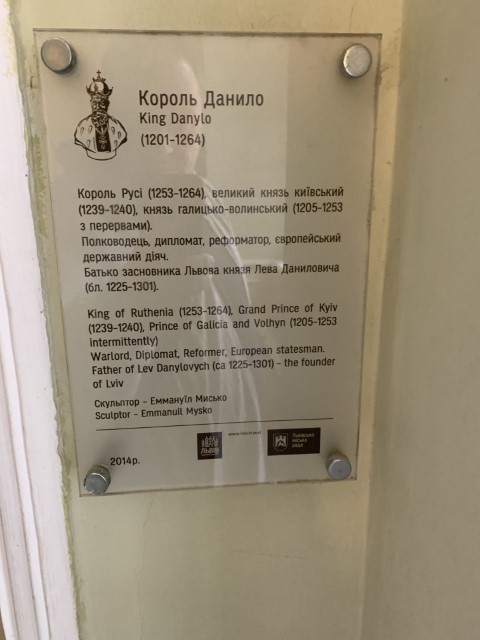 Король Данило
King Danylo
(1201-1264)
Король Русі (1253-1264), великий князь київський
(1239-1240), князь галицько-волинський (1205-1253
з перервами).
Полководець, дипломат, реформатор, європейський
державний діяч.
Батько засновника Львова князя Лева Даниловича
(бл. 1225-1301).
King of Ruthenia (1253-1264), Grand Prince of Kyiv
(1239-1240), Prince of Galicia and Volhyn (1205-1253
intermittently)
Warlord, Diplomat, Reformer, European statesman.
Father of Lev Danylovych (ca 1225-1301) - the founder
of Lviv
Скульптор - Еммануїл Мисько
Sculptor - Emmanuil Mysko
2014р.
ЛЬВІВ
Львівська
міська
рада